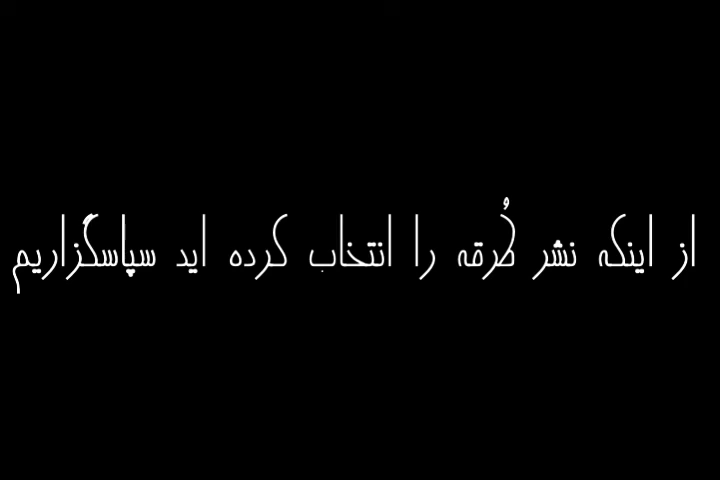 از اینکه نشر طُرقه را انتخاب کرده اید سپاسگزاریم